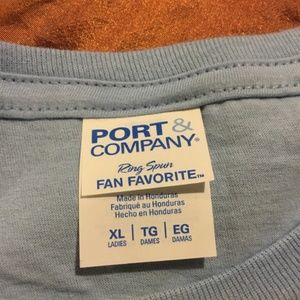 PORT & COMPANY®
Ring Spun
FAN FAVORITE™
Made in Honduras
Fabriqué au Honduras
Hecho en Honduras
XL | TG | EG
LADIES | DAMES | DAMAS